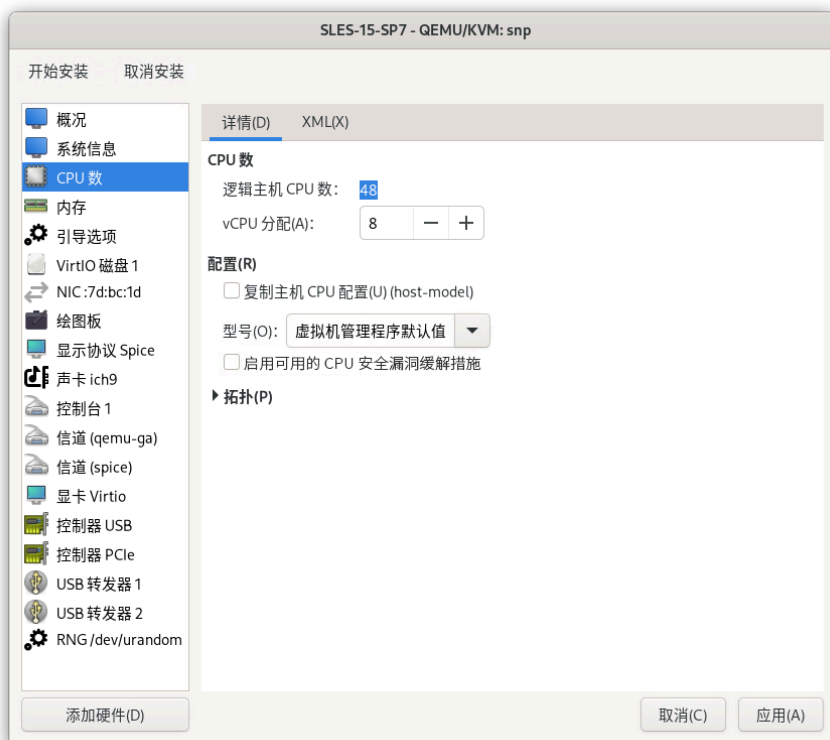 SLES-15-SP7 - QEMU/KVM: snp
开始安装 取消安装
概况
系统信息
CPU 数
内存
引导选项
VirtIO 磁盘 1
NIC :7d:bc:1d
绘图板
显示协议 Spice
声卡 ich9
控制台 1
信道 (qemu-ga)
信道 (spice)
显卡 Virtio
控制器 USB
控制器 PCIe
USB 转发器 1
USB 转发器 2
RNG /dev/urandom
添加硬件(D)
详情(D) XML(X)
CPU 数
逻辑主机 CPU 数： 48
vCPU 分配(A)： 8 − +
配置(R)
复制主机 CPU 配置(U) (host-model)
型号(O)： 虚拟机管理程序默认值
启用可用的 CPU 安全漏洞缓解措施
拓扑(P)
取消(C) 应用(A)